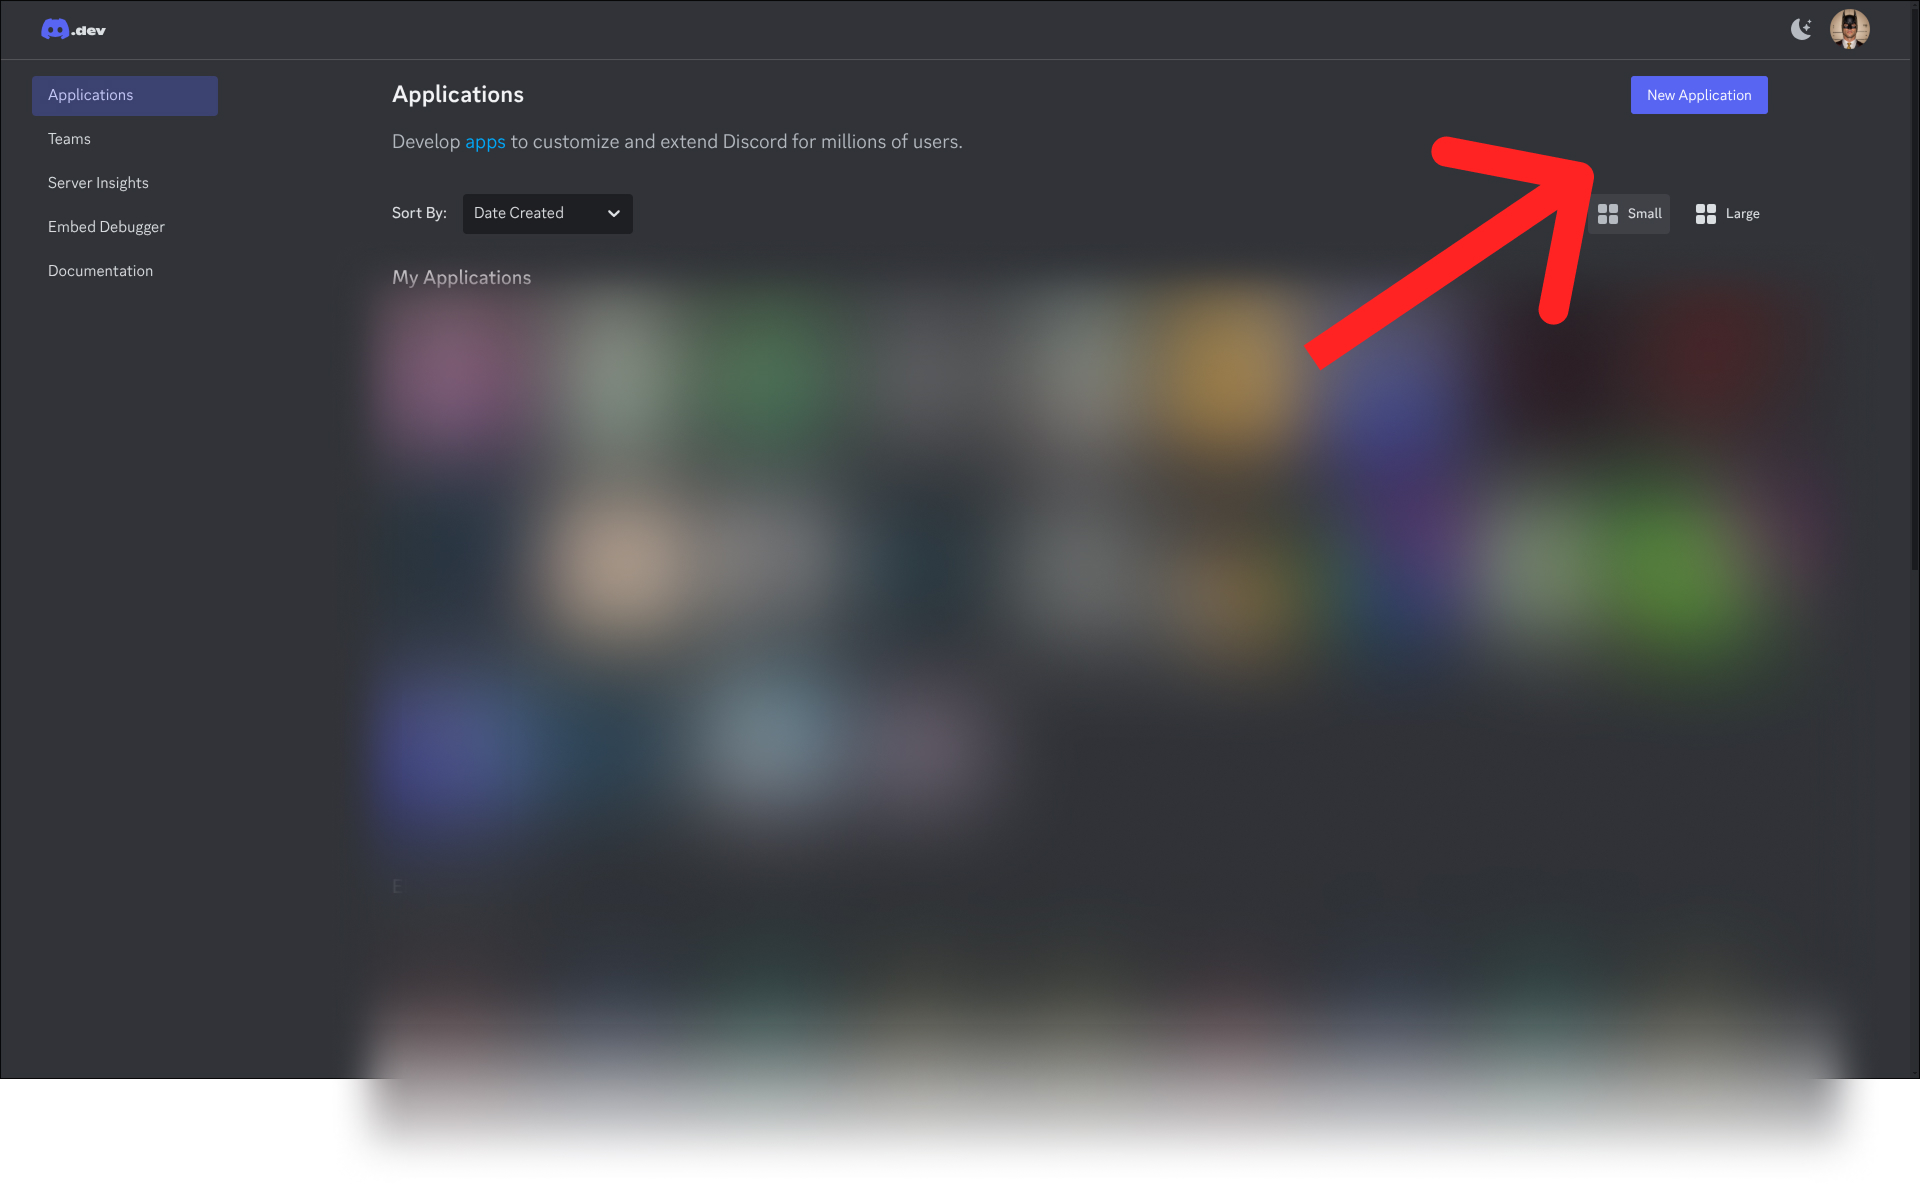 .dev
Applications
Teams
Server Insights
Embed Debugger
Documentation
Applications
New Application
Develop apps to customize and extend Discord for millions of users.
Sort By:
Date Created
Small
Large
My Applications